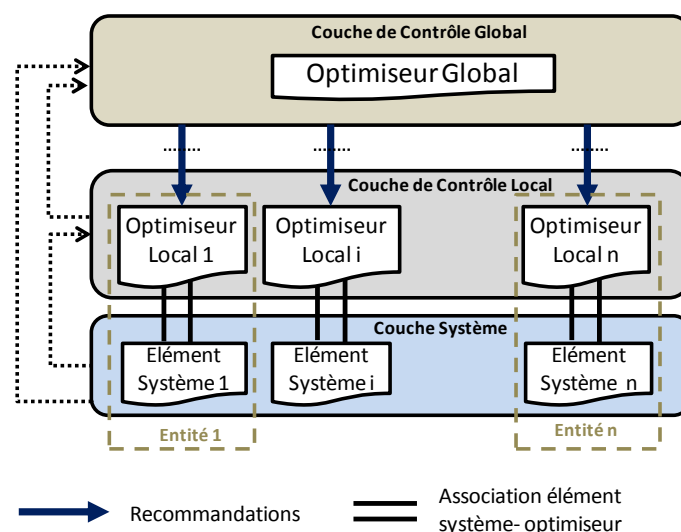 Couche de Contrôle Global
Optimiseur Global
Couche de Contrôle Local
Optimiseur
Local 1
Optimiseur
Local i
Optimiseur
Local n
Couche Système
Elément
Système 1
Elément
Système i
Elément
Système n
Entité 1
Entité n
Recommandations
Association élément
système- optimiseur